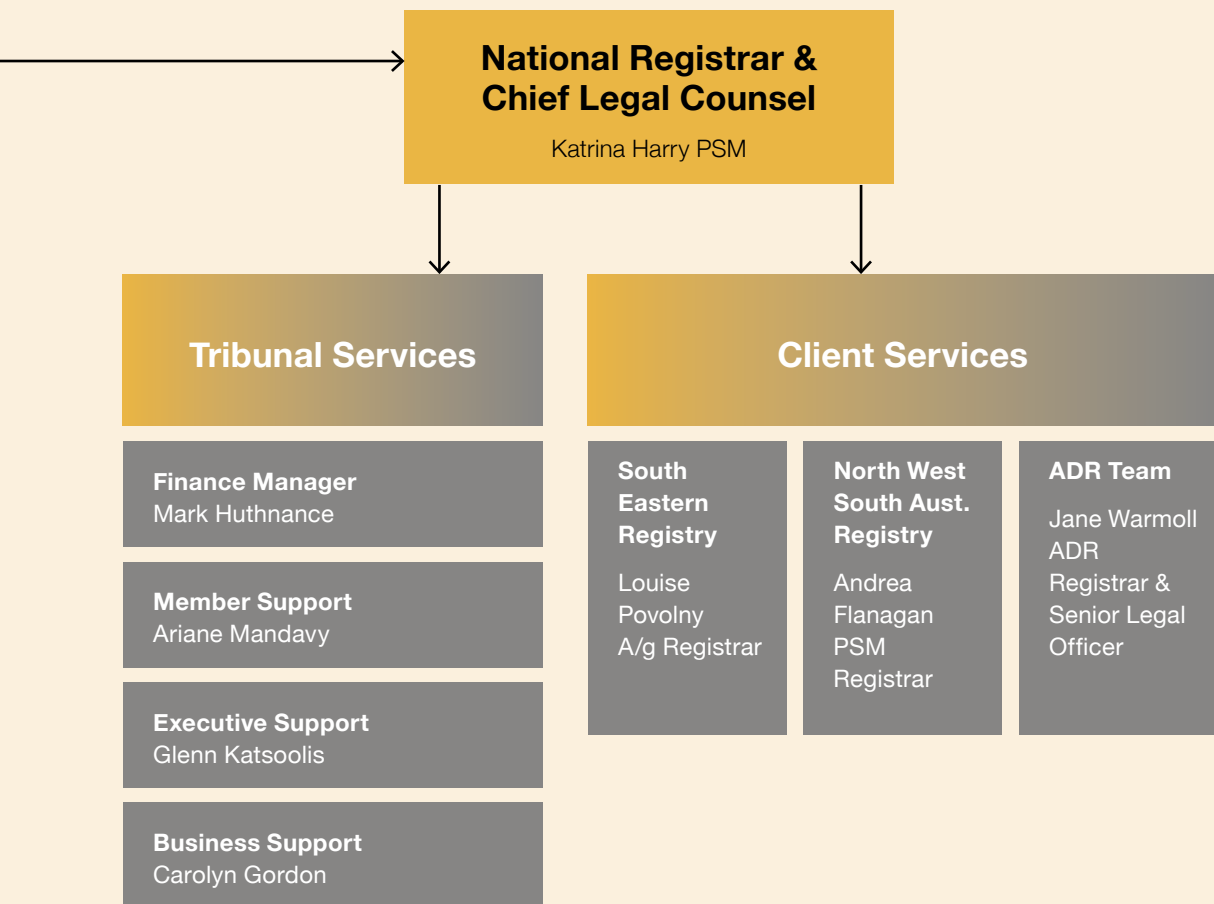 National Registrar &
Chief Legal Counsel
Katrina Harry PSM
Tribunal Services
Finance Manager
Mark Huthnance
Member Support
Ariane Mandavy
Executive Support
Glenn Katsoolis
Business Support
Carolyn Gordon
Client Services
South
Eastern
Registry
Louise
Povolny
A/g Registrar
North West
South Aust.
Registry
Andrea
Flanagan
PSM
Registrar
ADR Team
Jane Warmoll
ADR
Registrar &
Senior Legal
Officer